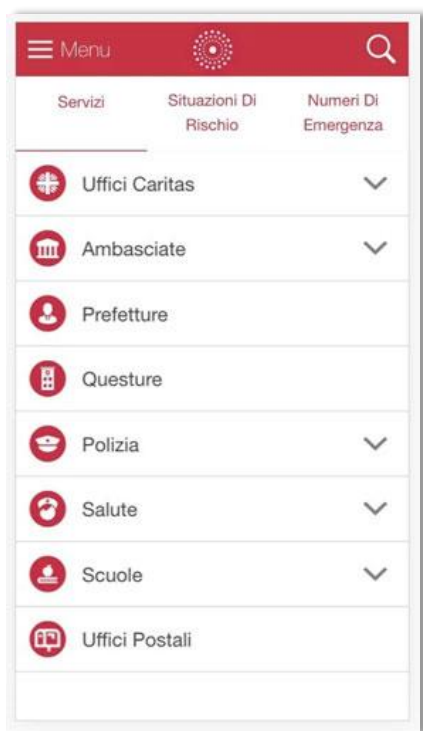 Menu
Servizi
Situazioni Di
Rischio
Numeri Di
Emergenza
Uffici Caritas
Ambasciate
Prefetture
Questure
Polizia
Salute
Scuole
Uffici Postali